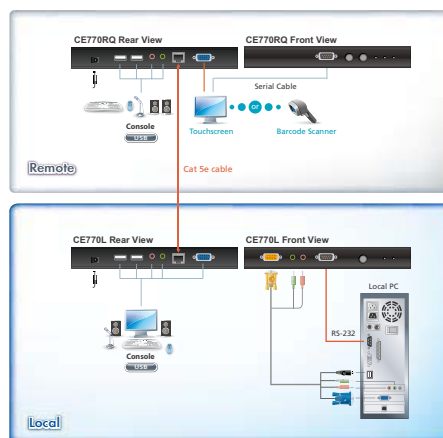 CE770RQ Rear View
CE770RQ Front View
Serial Cable
Console
USB
Touchscreen
or
Barcode Scanner
Remote
Cat 5e cable
CE770L Rear View
CE770L Front View
Local PC
RS-232
Console
USB
Local